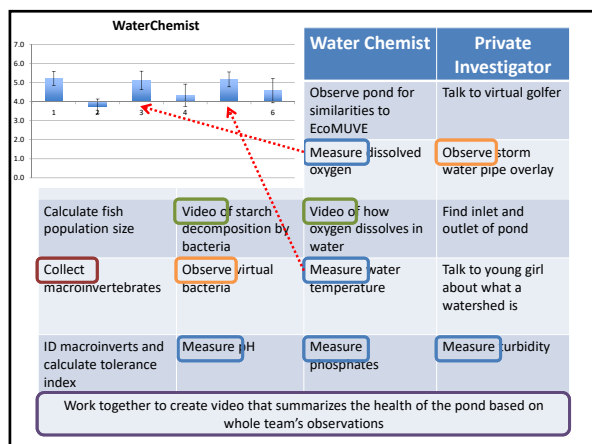 WaterChemist
7.0
6.0
5.0
4.0
3.0
2.0
1.0
0.0
1 2 3 4 6
Water Chemist
Private
Investigator
Observe pond for
similarities to
EcoMUVE
Talk to virtual golfer
Measure dissolved
oxygen
Observe storm
water pipe overlay
Calculate fish
population size
Video of starch
decomposition by
bacteria
Video of how
oxygen dissolves in
water
Find inlet and
outlet of pond
Collect
macroinvertebrates
Observe virtual
bacteria
Measure water
temperature
Talk to young girl
about what a
watershed is
ID macroinverts and
calculate tolerance
index
Measure pH
Measure
phosphates
Measure turbidity
Work together to create video that summarizes the health of the pond based on
whole team's observations